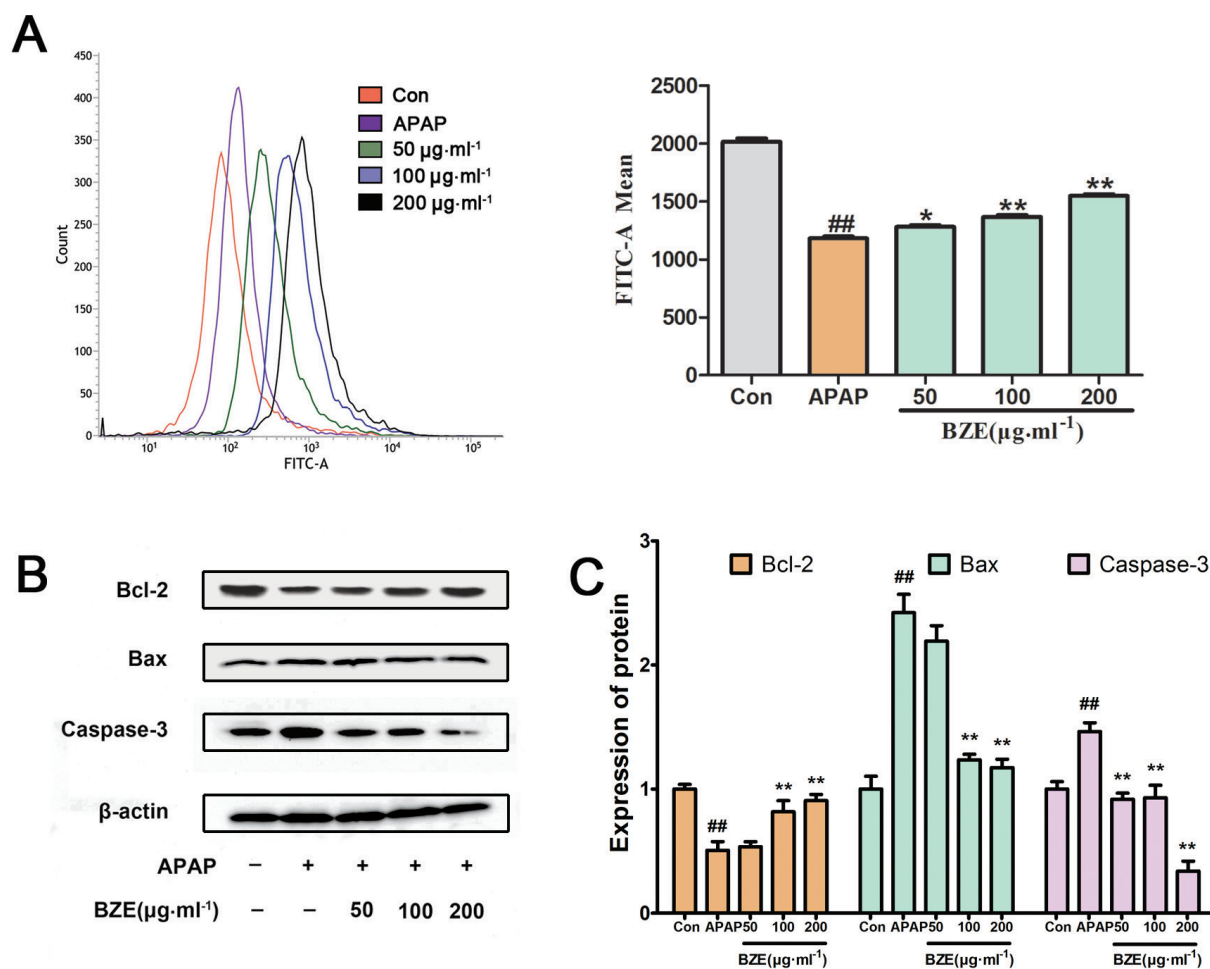 A
450
400
350
300
250
200
150
100
50
0
Count
10¹ 10² 10³ 10⁴ 10⁵
FITC-A
Con
APAP
50 µg·ml⁻¹
100 µg·ml⁻¹
200 µg·ml⁻¹
FITC-A Mean
2500
2000
1500
1000
500
0
## * ** **
Con APAP 50 100 200
BZE(µg·ml⁻¹)
B
Bcl-2
Bax
Caspase-3
β-actin
APAP – + + + +
BZE(µg·ml⁻¹) – – 50 100 200
C
Expression of protein
3
2
1
0
Bcl-2 Bax Caspase-3
## ** **
## ** **
## ** ** **
Con APAP 50 100 200 Con APAP 50 100 200 Con APAP 50 100 200
BZE(µg·ml⁻¹) BZE(µg·ml⁻¹) BZE(µg·ml⁻¹)